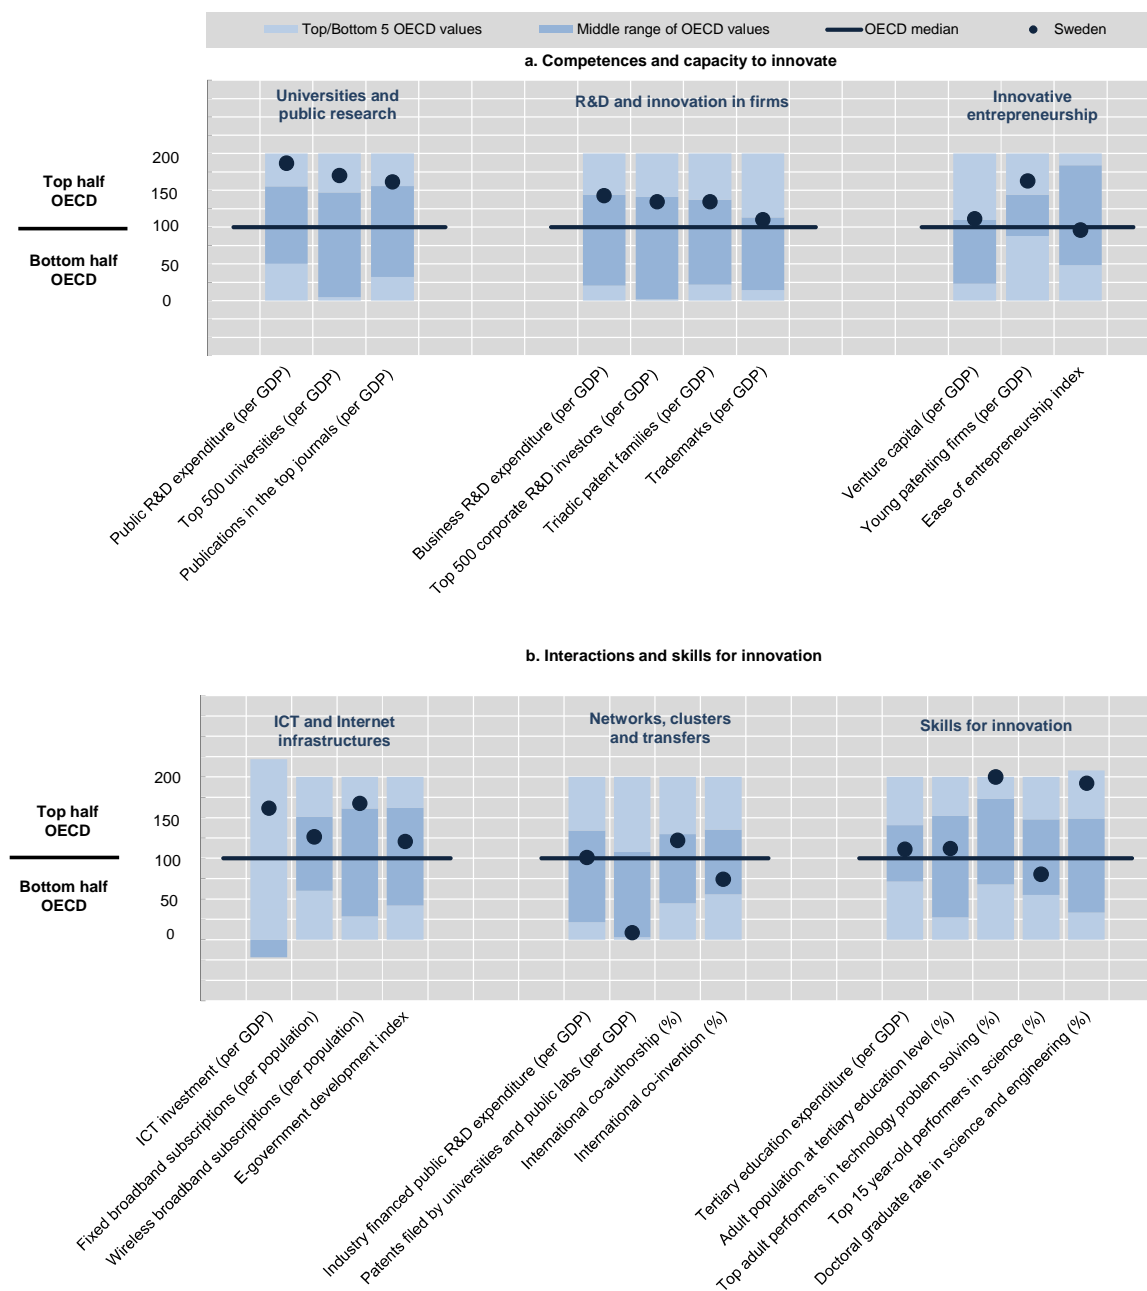 Top/Bottom 5 OECD values
Middle range of OECD values
OECD median
Sweden
a. Competences and capacity to innovate
Universities and
public research
R&D and innovation in firms
Innovative
entrepreneurship
200
150
100
50
0
Top half
OECD
Bottom half
OECD
Public R&D expenditure (per GDP)
Top 500 universities (per GDP)
Publications in the top journals (per GDP)
Business R&D expenditure (per GDP)
Top 500 corporate R&D investors (per GDP)
Triadic patent families (per GDP)
Trademarks (per GDP)
Venture capital (per GDP)
Young patenting firms (per GDP)
Ease of entrepreneurship index
b. Interactions and skills for innovation
ICT and Internet
infrastructures
Networks, clusters
and transfers
Skills for innovation
200
150
100
50
0
Top half
OECD
Bottom half
OECD
ICT investment (per GDP)
Fixed broadband subscriptions (per population)
Wireless broadband subscriptions (per population)
E-government development index
Industry financed public R&D expenditure (per GDP)
Patents filed by universities and public labs (per GDP)
International co-authorship (%)
International co-invention (%)
Tertiary education expenditure (per GDP)
Adult population at tertiary education level (%)
Top adult performers in technology problem solving (%)
Top 15 year-old performers in science (%)
Doctoral graduate rate in science and engineering (%)